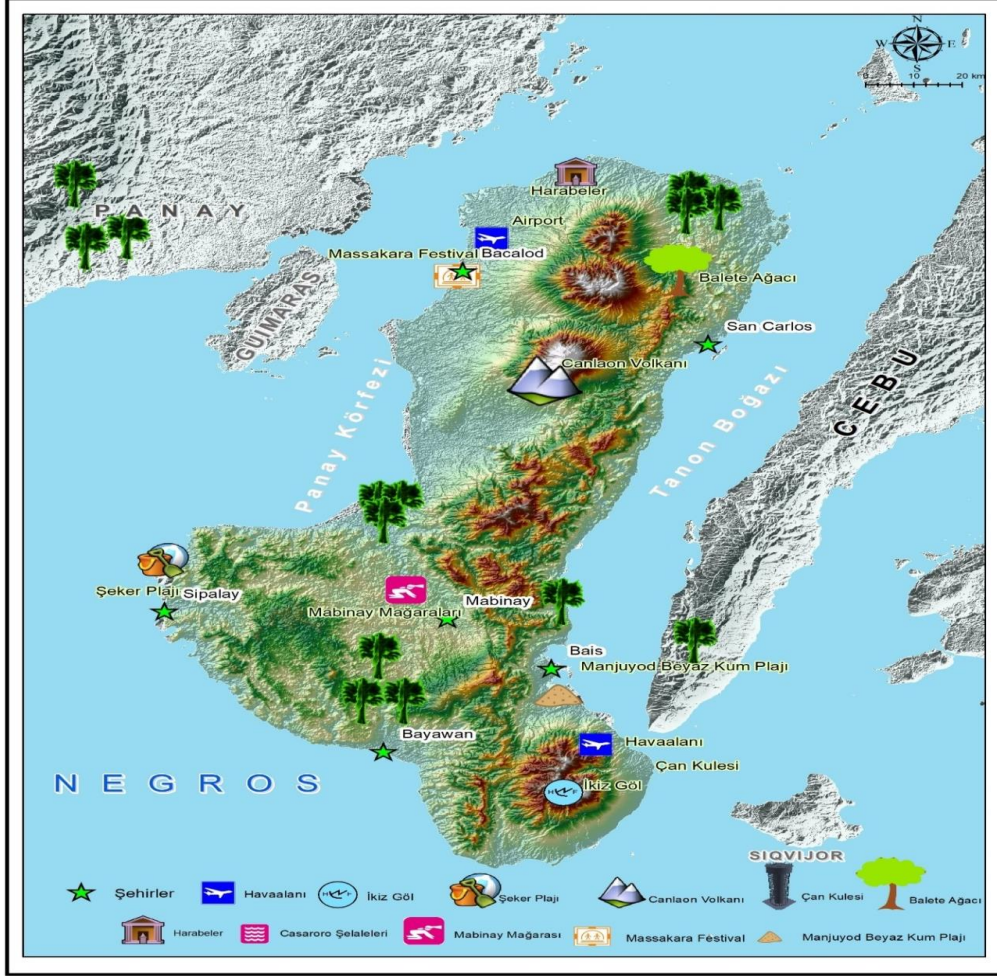 N
W E
S
0 5 10 20 km
Harabeler
PANAY
Airport
Massakara Festival Bacalod
Balete Ağacı
GUIMARAS
San Carlos
Canlaon Volkanı
CEBU
Panay Körfezi
Tanon Boğazı
Şeker Plajı Sipalay
Mabinay Mağaraları
Mabinay
Bais
Manjuyod Beyaz Kum Plajı
Bayawan
Havaalanı
Çan Kulesi
NEGROS
İkiz Göl
SIQVIJOR
Şehirler Havaalanı İkiz Göl Şeker Plajı Canlaon Volkanı Çan Kulesi Balete Ağacı
Harabeler Casaroro Şelaleleri Mabinay Mağarası Massakara Festival Manjuyod Beyaz Kum Plajı